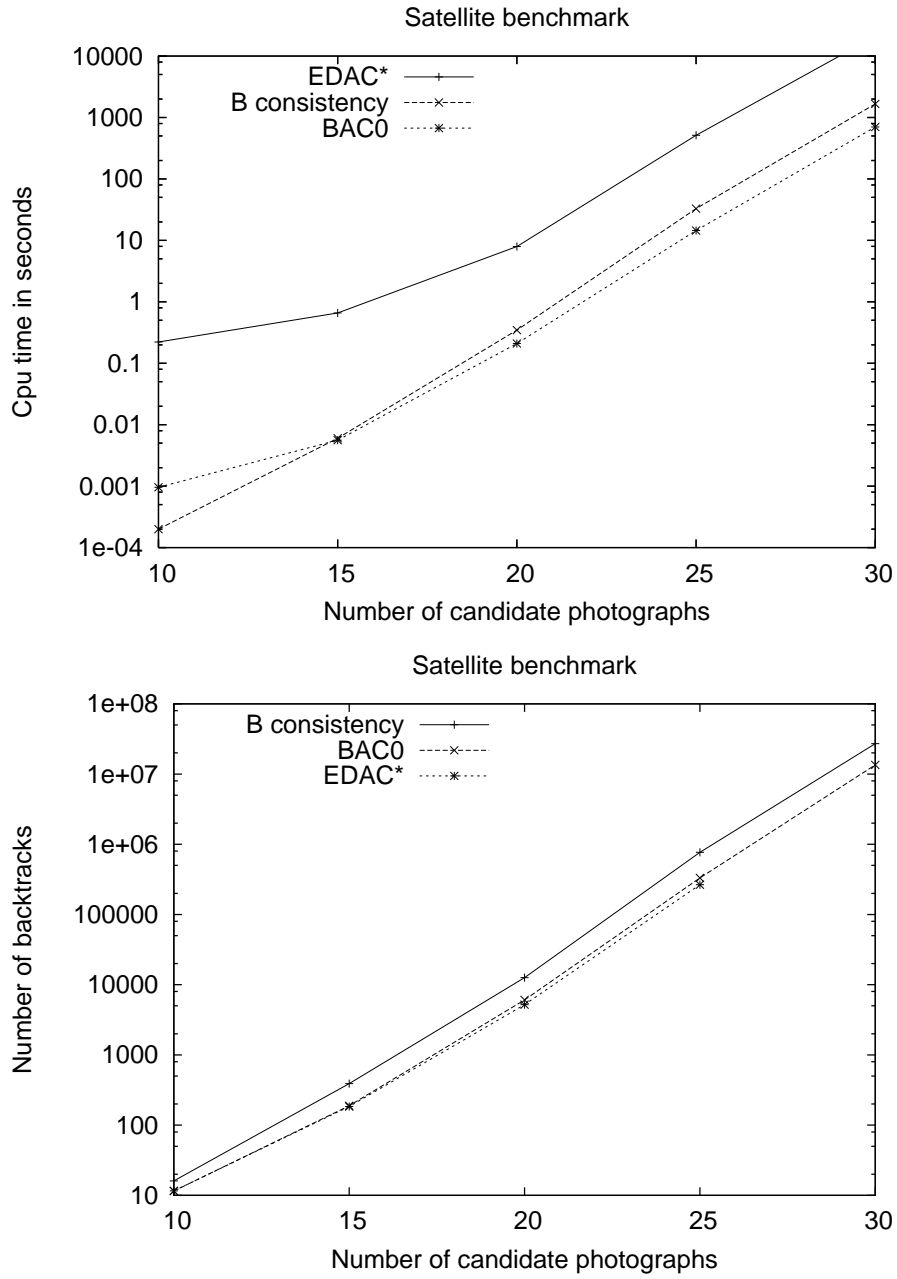 Satellite benchmark
10000
1000
100
10
1
0.1
0.01
0.001
1e-04
Cpu time in seconds
EDAC*
B consistency
BAC0
10 15 20 25 30
Number of candidate photographs
Satellite benchmark
1e+08
1e+07
1e+06
100000
10000
1000
100
10
Number of backtracks
B consistency
BAC0
EDAC*
10 15 20 25 30
Number of candidate photographs